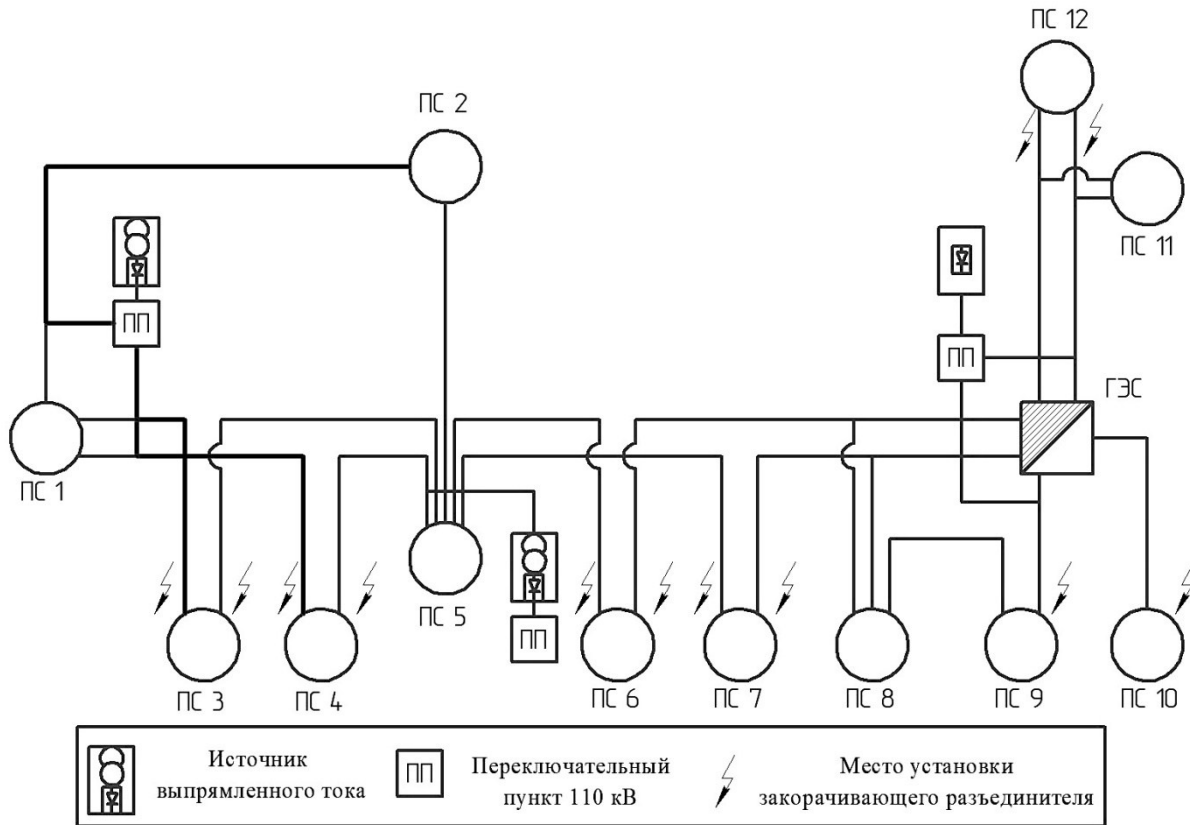 ПС 12
ПС 2
ПС 11
ПП
ПП
ГЭС
ПС 1
ПС 5
ПП
ПС 3
ПС 4
ПС 6
ПС 7
ПС 8
ПС 9
ПС 10
Источник
выпрямленного тока
ПП
Переключательный
пункт 110 кВ
Место установки
закорачивающего разъединителя